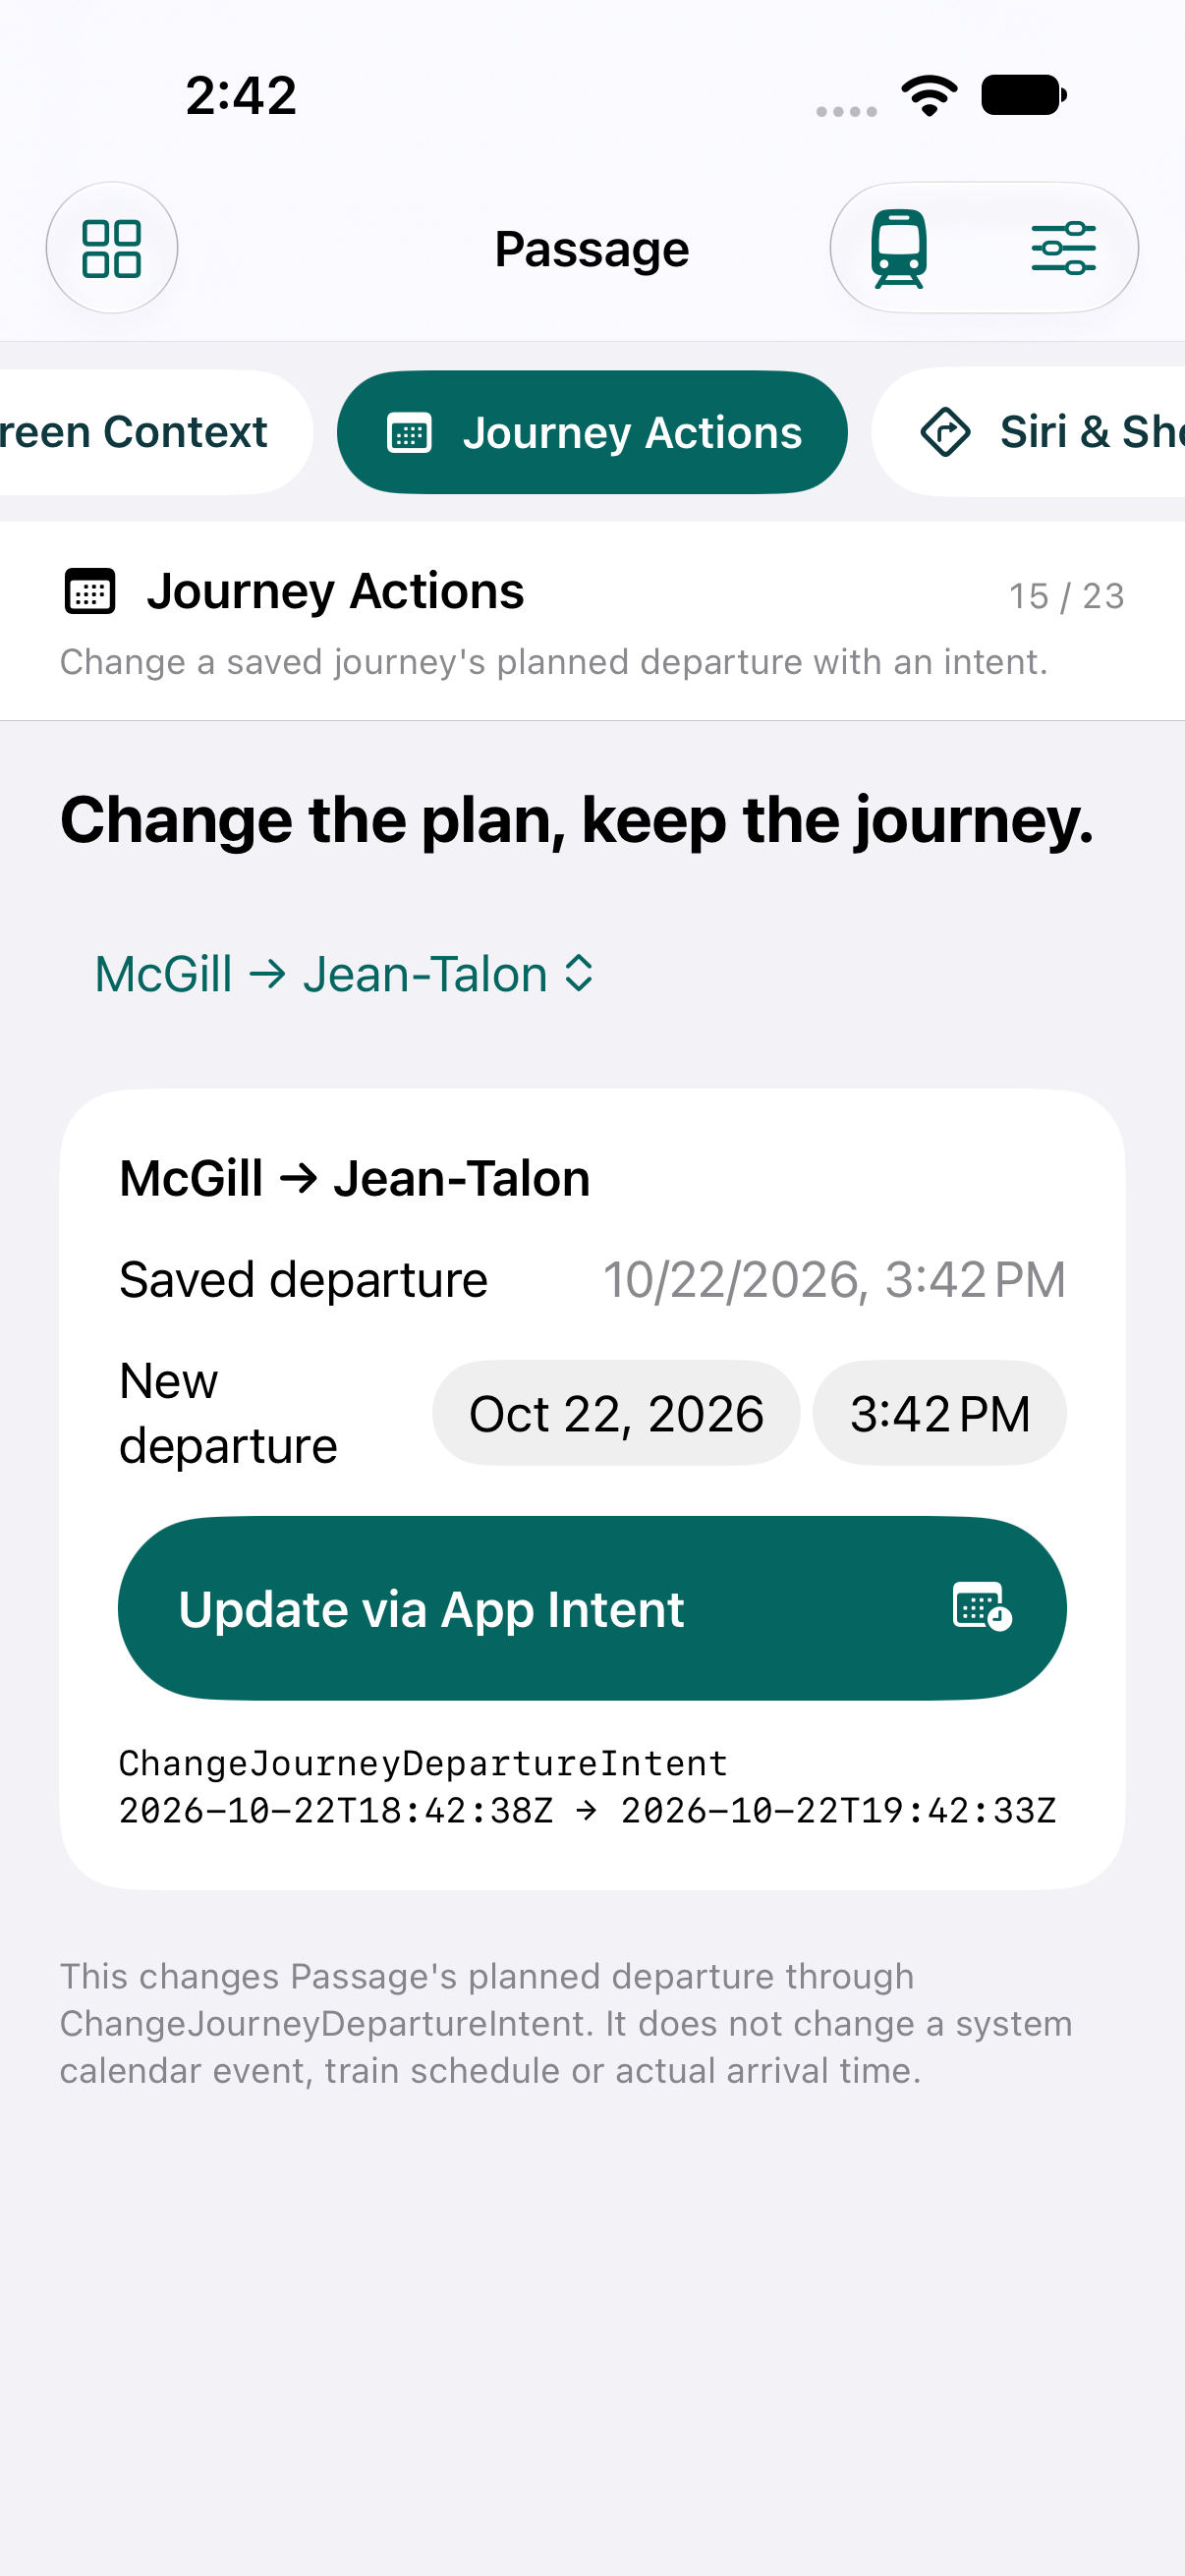 2:42
Passage
reen Context
Journey Actions
Siri & Sho
Journey Actions
15 / 23
Change a saved journey's planned departure with an intent.
Change the plan, keep the journey.
McGill → Jean-Talon
McGill → Jean-Talon
Saved departure
10/22/2026, 3:42 PM
New
departure
Oct 22, 2026
3:42 PM
Update via App Intent
ChangeJourneyDepartureIntent
2026-10-22T18:42:38Z → 2026-10-22T19:42:33Z
This changes Passage's planned departure through
ChangeJourneyDepartureIntent. It does not change a system
calendar event, train schedule or actual arrival time.